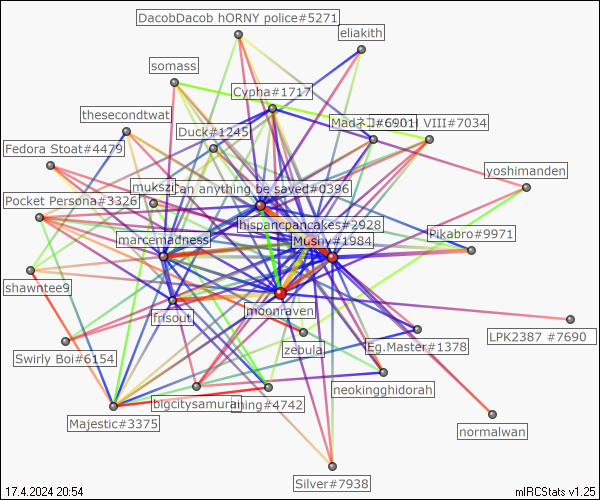 DacobDacob hORNY police#5271
eliakith
somass
Cypha#1717
thesecondtwat
Madネコ#6901
VIII#7034
Duck#1245
Fedora Stoat#4479
yoshimanden
mukszi
Can anything be saved#0396
Pocket Persona#3326
hispancpancakes#2928
Pikabro#9971
marcemadness
Mushy#1984
shawntee9
moonraven
frisout
LPK2387 #7690
zebula
Eg.Master#1378
Swirly Boi#6154
neokingghidorah
bigcitysamurai
ning#4742
Majestic#3375
normalwan
Silver#7938
17.4.2024 20:54
mIRCStats v1.25